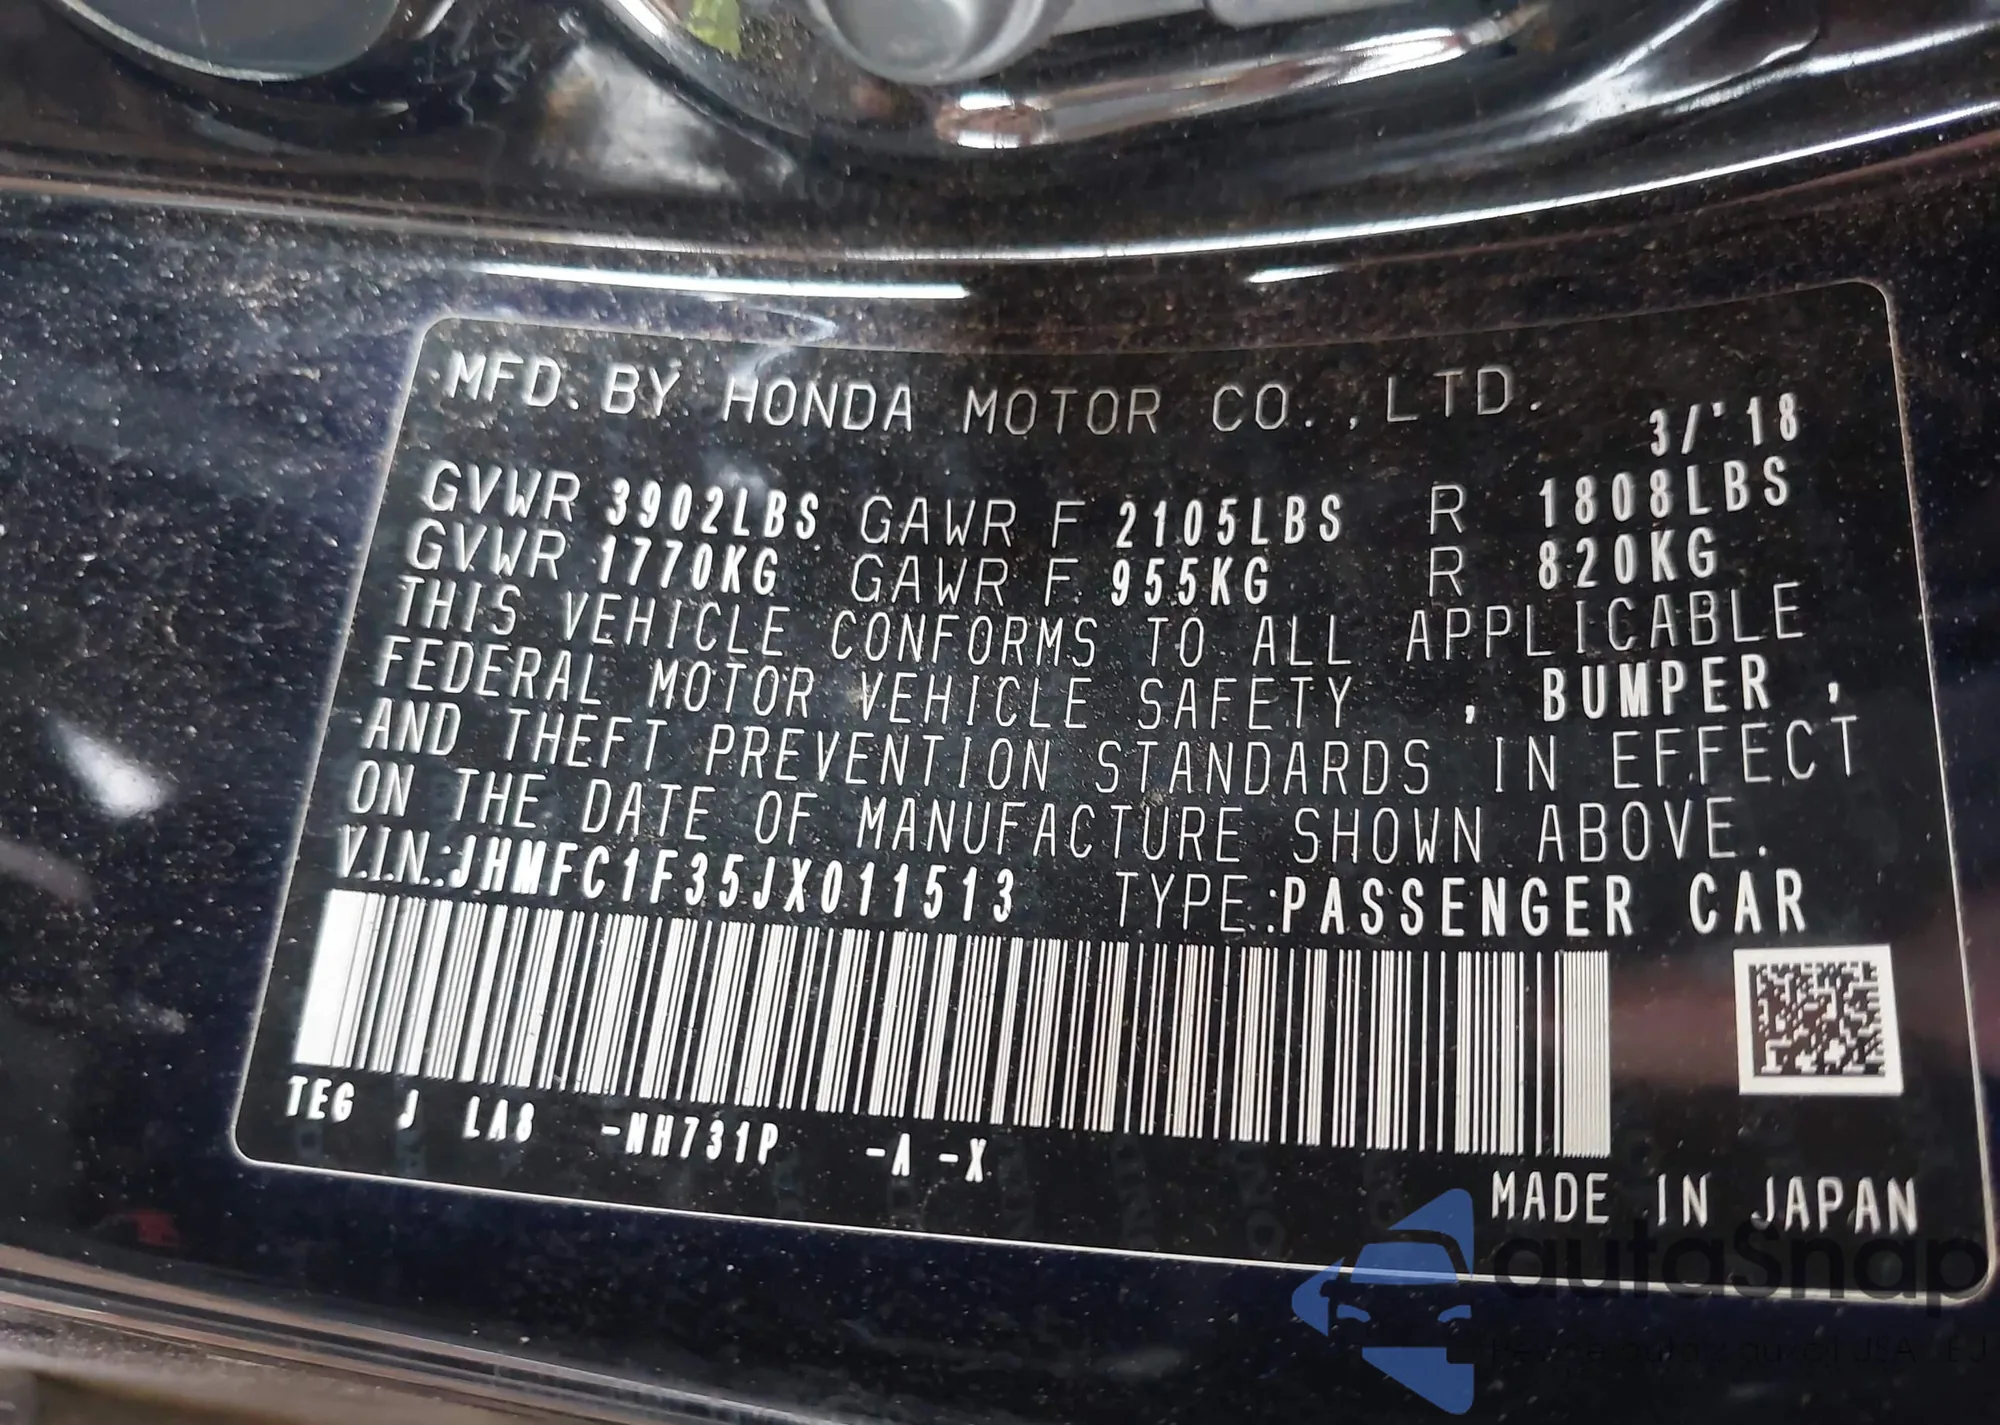 MFD. BY HONDA MOTOR CO., LTD.
3/'18
GVWR 3902LBS GAWR F 2105LBS R 1808LBS
GVWR 1770KG GAWR F 955KG R 820KG
THIS VEHICLE CONFORMS TO ALL APPLICABLE
FEDERAL MOTOR VEHICLE SAFETY , BUMPER ,
AND THEFT PREVENTION STANDARDS IN EFFECT
ON THE DATE OF MANUFACTURE SHOWN ABOVE.
V.I.N.:JHMFC1F35JX011513 TYPE:PASSENGER CAR
TEG J LA8 -NH731P -A -X
MADE IN JAPAN
autoSnap